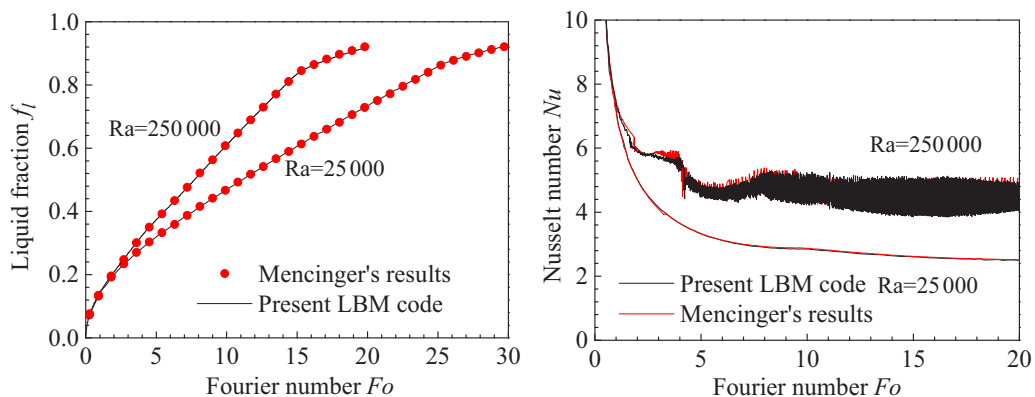 1.0
0.8
0.6
0.4
0.2
0.0
Liquid fraction f_l
Ra=250 000
Ra=25 000
Mencinger's results
Present LBM code
0 5 10 15 20 25 30
Fourier number Fo
10
8
6
4
2
0
Nusselt number Nu
Ra=250 000
Present LBM code
Ra=25 000
Mencinger's results
0 5 10 15 20
Fourier number Fo